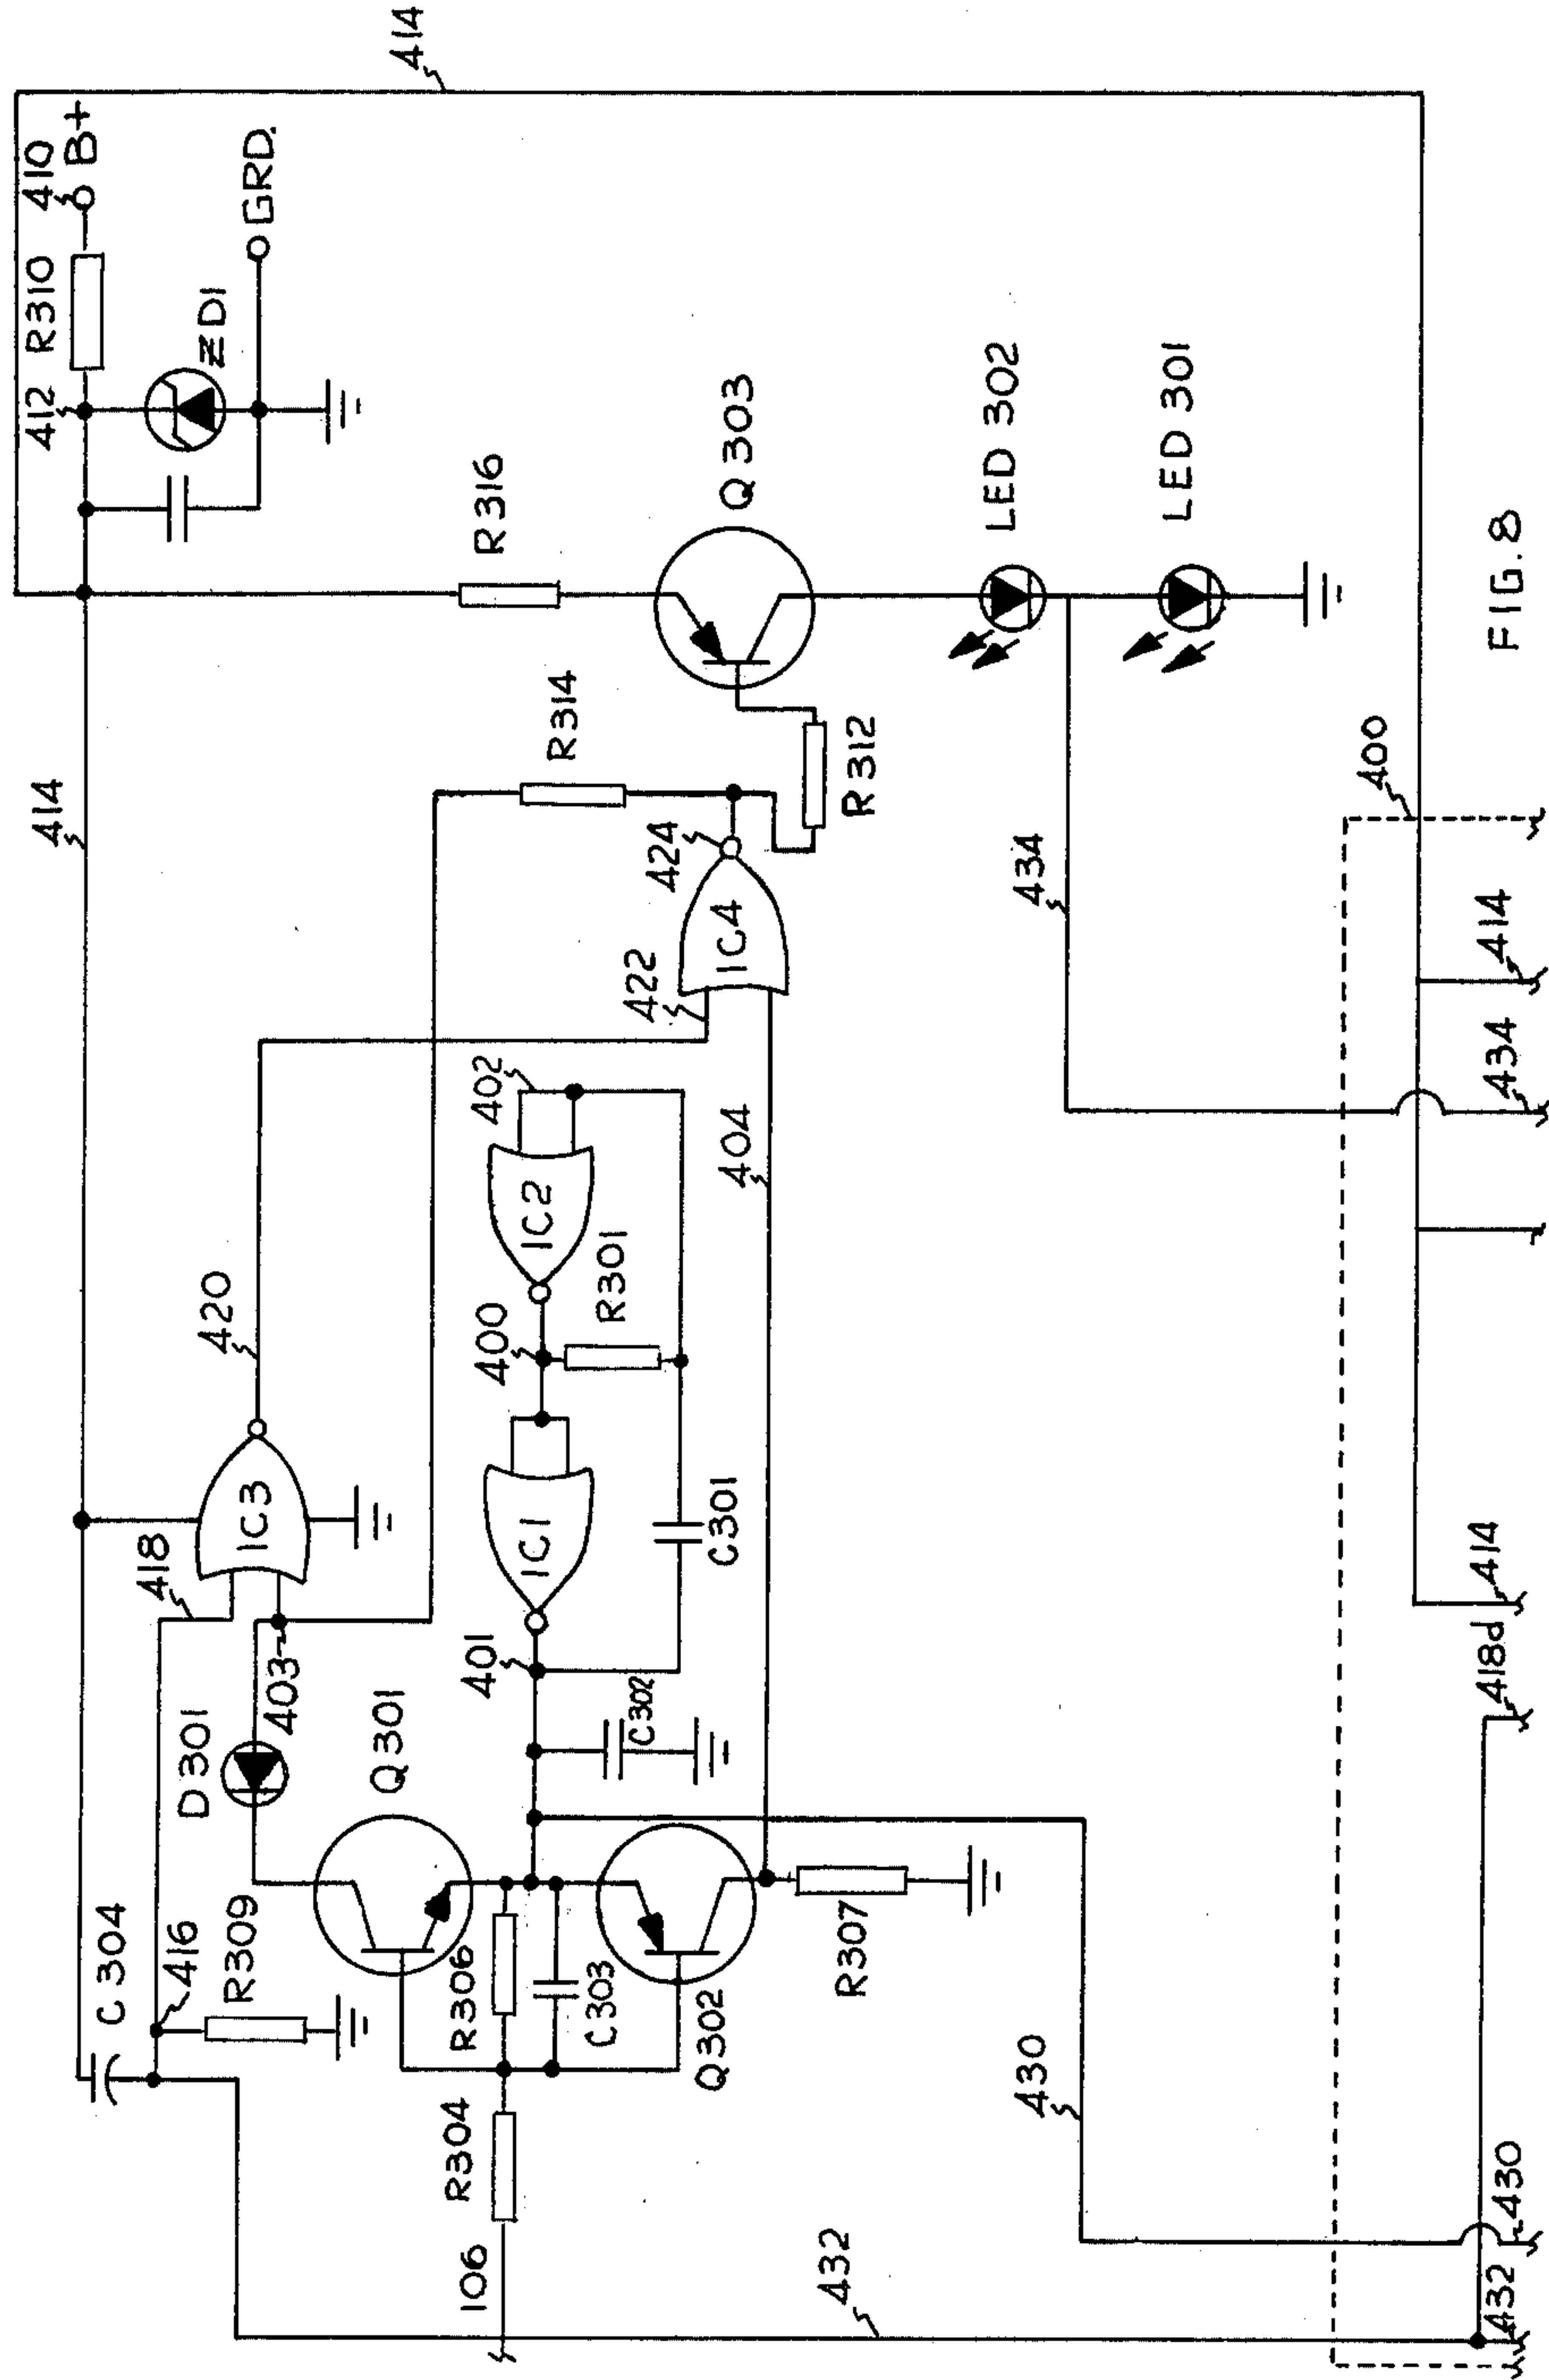 414
410
B+
R310
412
GRD.
ZD1
R316
Q303
LED 302
LED 301
FIG. 8
414
R314
R312
400
424
IC4
422
434
414
434
402
404
IC2
R301
420
400
IC3
418
IC1
C301
401
403
D301
Q301
C302
414
418d
C304
416
R309
R306
C303
Q302
R307
R304
106
430
432
430
432